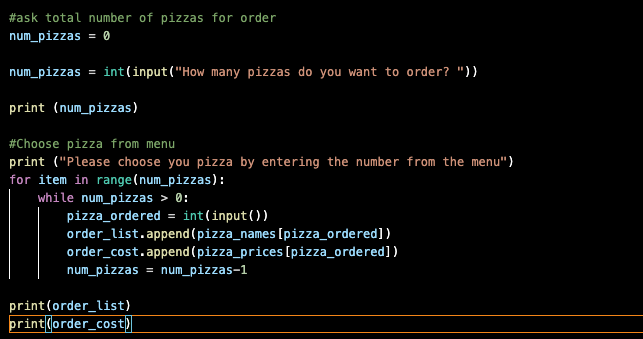 #ask total number of pizzas for order
num_pizzas = 0
num_pizzas = int(input("How many pizzas do you want to order? "))
print (num_pizzas)
#Choose pizza from menu
print ("Please choose you pizza by entering the number from the menu")
for item in range(num_pizzas):
    while num_pizzas > 0:
        pizza_ordered = int(input())
        order_list.append(pizza_names[pizza_ordered])
        order_cost.append(pizza_prices[pizza_ordered])
        num_pizzas = num_pizzas-1
print(order_list)
print(order_cost)